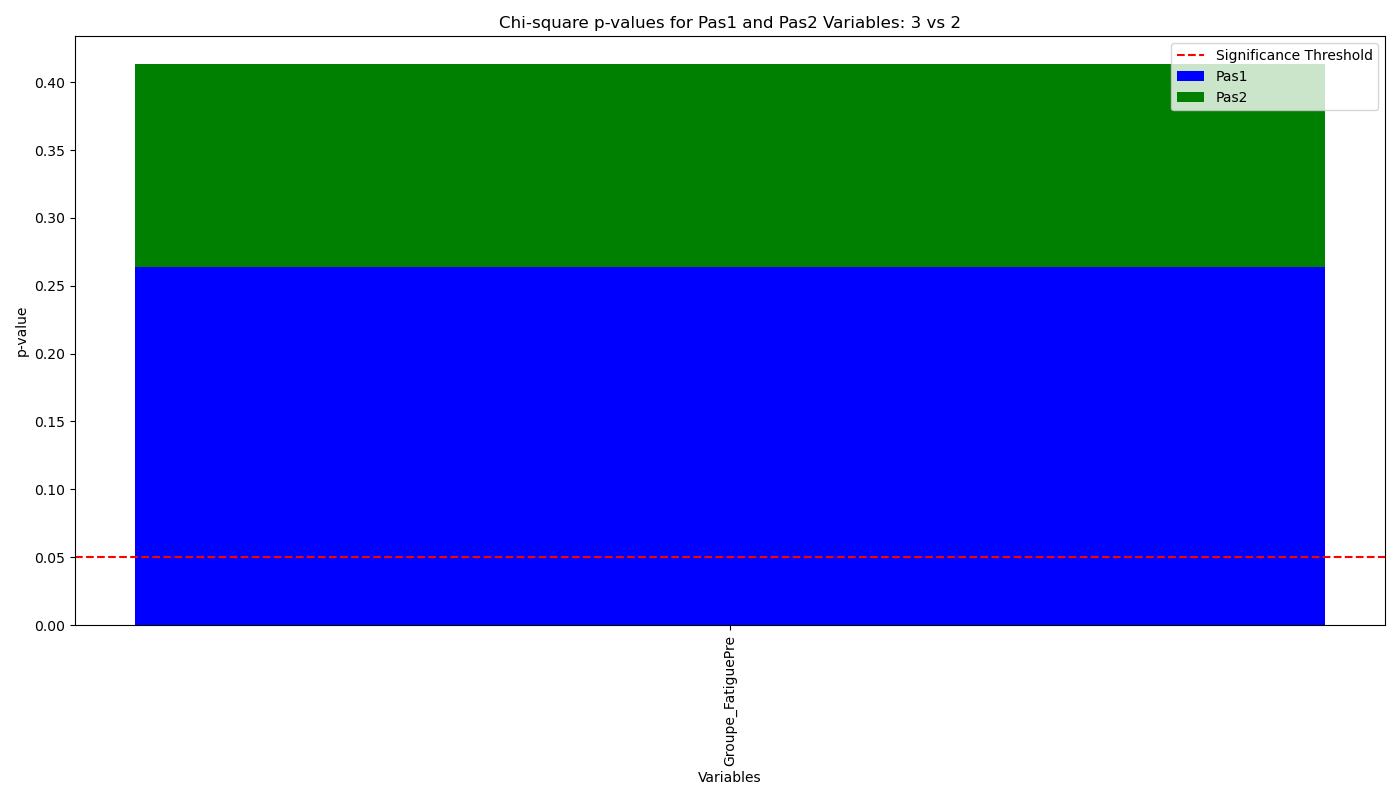 Chi-square p-values for Pas1 and Pas2 Variables: 3 vs 2
Significance Threshold
Pas1
Pas2
0.40
0.35
0.30
0.25
0.20
0.15
0.10
0.05
0.00
p-value
Groupe_FatiguePre
Variables